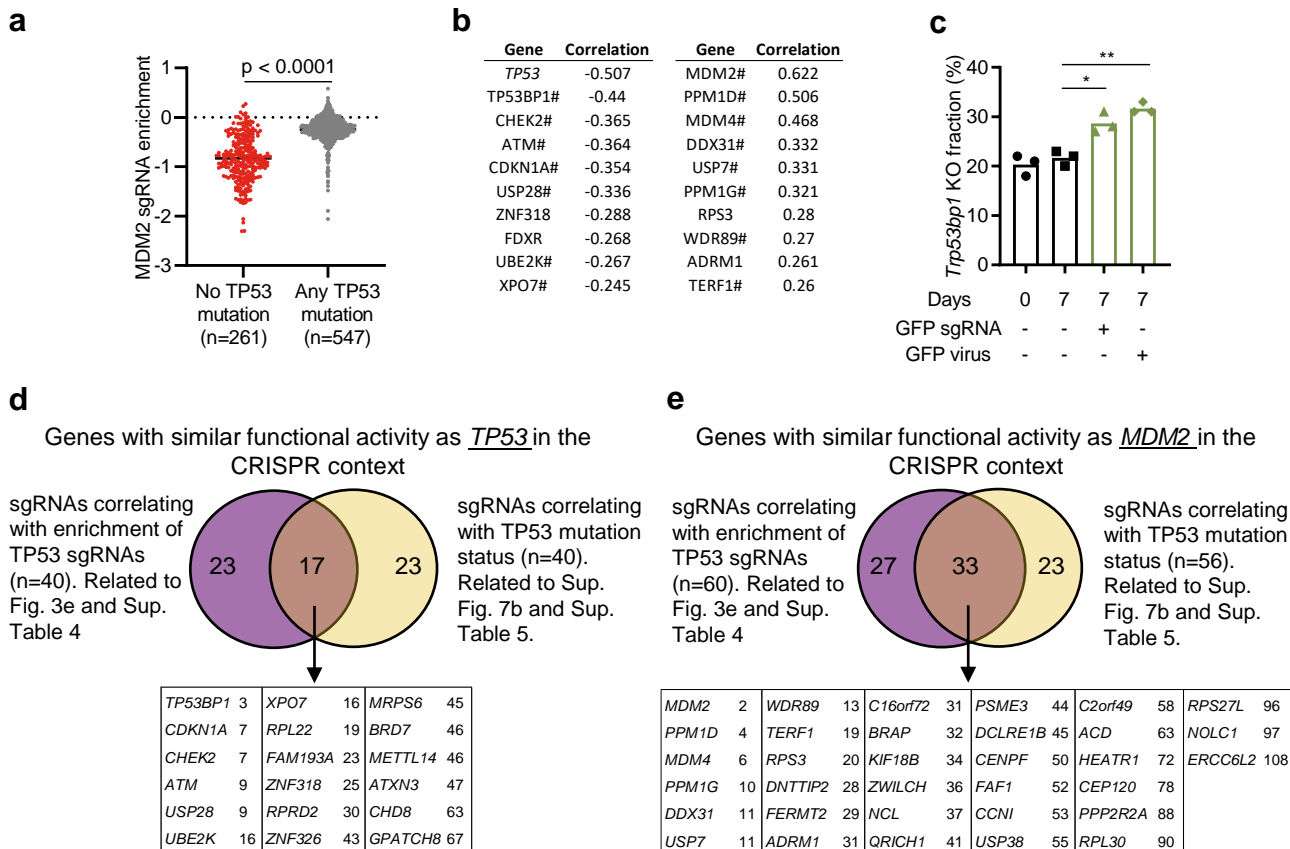 a
p < 0.0001
MDM2 sgRNA enrichment
0
-1
-2
-3
No TP53 mutation (n=261)
Any TP53 mutation (n=547)
b
Gene Correlation Gene Correlation
TP53 -0.507 MDM2# 0.622
TP53BP1# -0.44 PPM1D# 0.506
CHEK2# -0.365 MDM4# 0.468
ATM# -0.364 DDX31# 0.332
CDKN1A# -0.354 USP7# 0.331
USP28# -0.336 PPM1G# 0.321
ZNF318 -0.288 RPS3 0.28
FDXR -0.268 WDR89# 0.27
UBE2K# -0.267 ADRM1 0.261
XPO7# -0.245 TERF1# 0.26
c
**
*
Trp53bp1 KO fraction (%)
40
30
20
10
0
Days 0 7 7 7
GFP sgRNA - - + -
GFP virus - - - +
d
Genes with similar functional activity as TP53 in the
CRISPR context
sgRNAs correlating
with enrichment of
TP53 sgRNAs
(n=40). Related to
Fig. 3e and Sup.
Table 4
23 17 23
sgRNAs correlating
with TP53 mutation
status (n=40).
Related to Sup.
Fig. 7b and Sup.
Table 5.
TP53BP1 3 XPO7 16 MRPS6 45
CDKN1A 7 RPL22 19 BRD7 46
CHEK2 7 FAM193A 23 METTL14 46
ATM 9 ZNF318 25 ATXN3 47
USP28 9 RPRD2 30 CHD8 63
UBE2K 16 ZNF326 43 GPATCH8 67
e
Genes with similar functional activity as MDM2 in the
CRISPR context
sgRNAs correlating
with enrichment of
TP53 sgRNAs
(n=60). Related to
Fig. 3e and Sup.
Table 4
27 33 23
sgRNAs correlating
with TP53 mutation
status (n=56).
Related to Sup.
Fig. 7b and Sup.
Table 5.
MDM2 2 WDR89 13 C16orf72 31 PSME3 44 C2orf49 58 RPS27L 96
PPM1D 4 TERF1 19 BRAP 32 DCLRE1B 45 ACD 63 NOLC1 97
MDM4 6 RPS3 20 KIF18B 34 CENPF 50 HEATR1 72 ERCC6L2 108
PPM1G 10 DNTTIP2 28 ZWILCH 36 FAF1 52 CEP120 78
DDX31 11 FERMT2 29 NCL 37 CCNI 53 PPP2R2A 88
USP7 11 ADRM1 31 QRICH1 41 USP38 55 RPL30 90